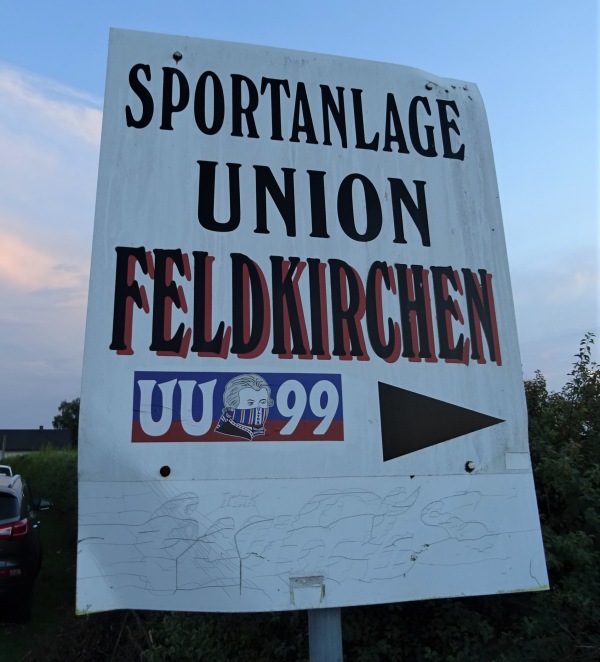 SPORTANLAGE
UNION
FELDKIRCHEN
UU 99